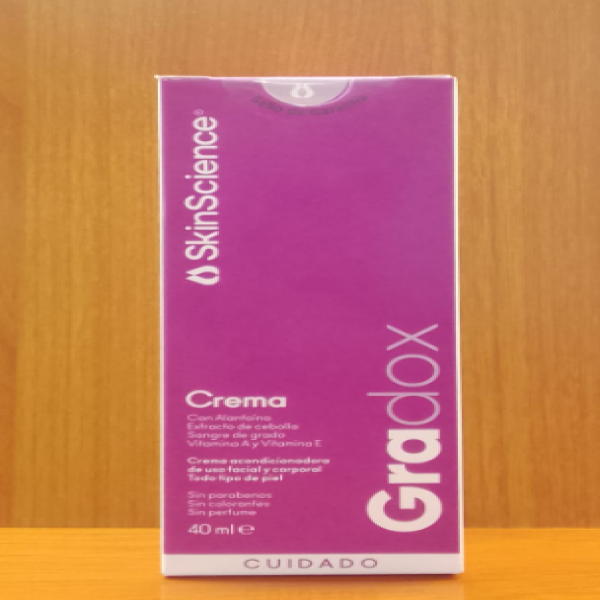 SkinScience®
Crema
Con Alantoína
Extracto de cebolla
Sangre de grado
Vitamina A y Vitamina E
Crema acondicionadora
de uso facial y corporal
Todo tipo de piel
Sin parabenos
Sin colorantes
Sin perfume
40 ml ℮
Gradox
CUIDADO